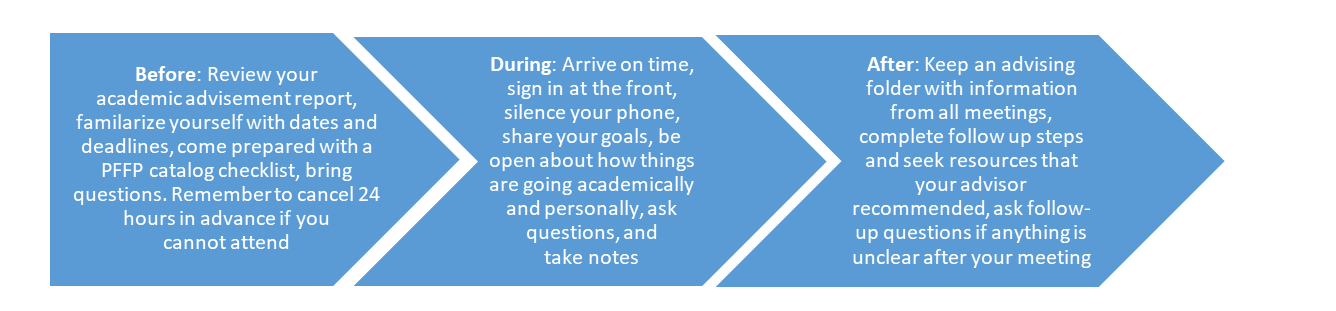 Before: Review your
academic advisement report,
familarize yourself with dates and
deadlines, come prepared with a
PFFP catalog checklist, bring
questions. Remember to cancel 24
hours in advance if you
cannot attend
During: Arrive on time,
sign in at the front,
silence your phone,
share your goals, be
open about how things
are going academically
and personally, ask
questions, and
take notes
After: Keep an advising
folder with information
from all meetings,
complete follow up steps
and seek resources that
your advisor
recommended, ask follow-
up questions if anything is
unclear after your meeting